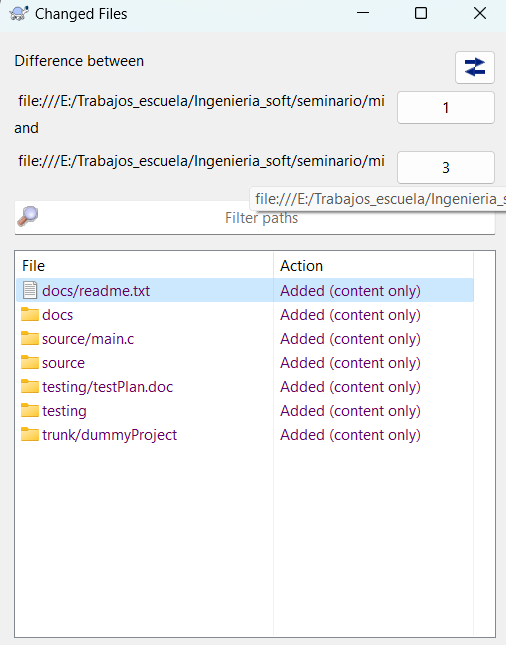 Changed Files
Difference between
file:///E:/Trabajos_escuela/Ingenieria_soft/seminario/mi
1
and
file:///E:/Trabajos_escuela/Ingenieria_soft/seminario/mi
3
file:///E:/Trabajos_escuela/Ingenieria_s
Filter paths
File Action
docs/readme.txt Added (content only)
docs Added (content only)
source/main.c Added (content only)
source Added (content only)
testing/testPlan.doc Added (content only)
testing Added (content only)
trunk/dummyProject Added (content only)